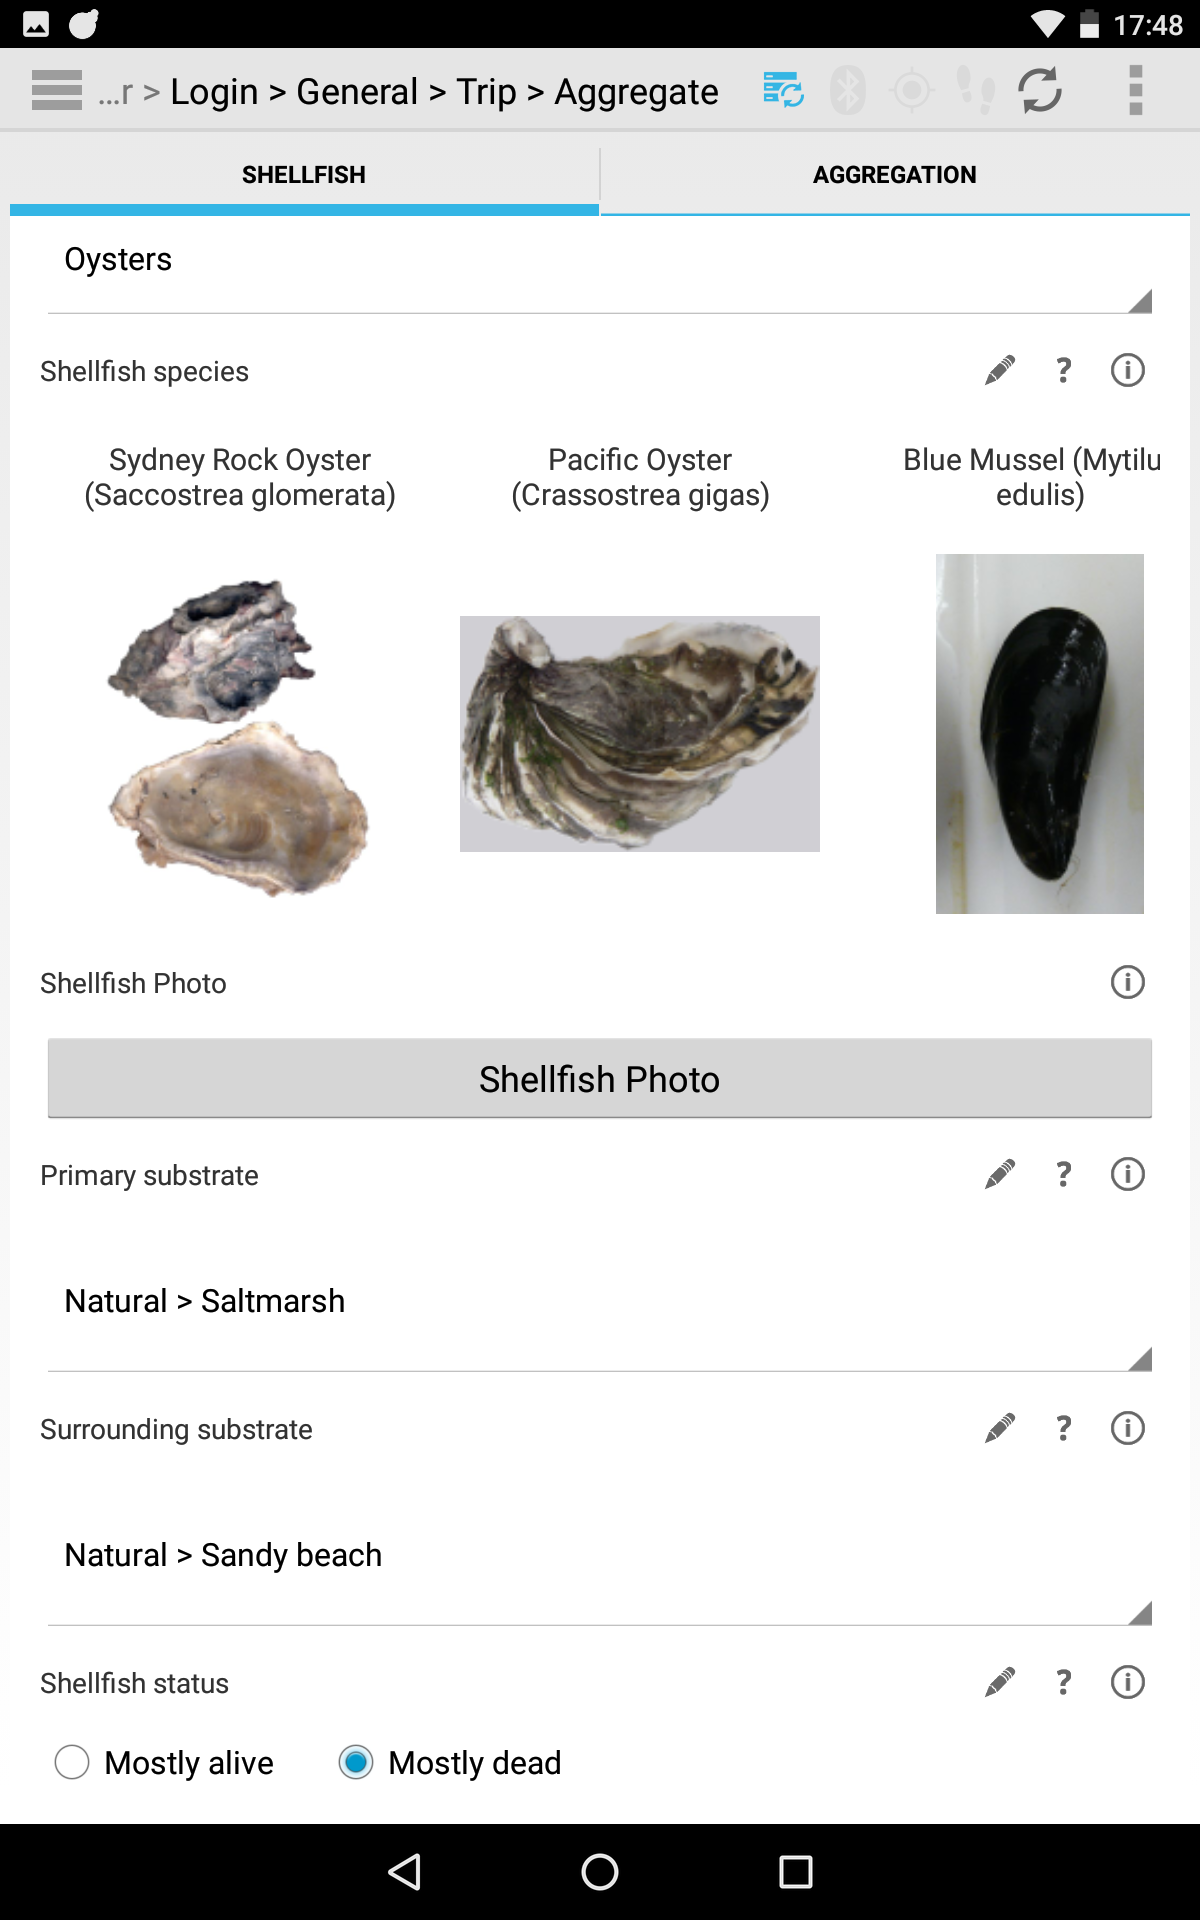 17:48
...r > Login > General > Trip > Aggregate
SHELLFISH
AGGREGATION
Oysters
Shellfish species
?
Sydney Rock Oyster
(Saccostrea glomerata)
Pacific Oyster
(Crassostrea gigas)
Blue Mussel (Mytilu
edulis)
Shellfish Photo
Shellfish Photo
Primary substrate
?
Natural > Saltmarsh
Surrounding substrate
?
Natural > Sandy beach
Shellfish status
?
Mostly alive
Mostly dead